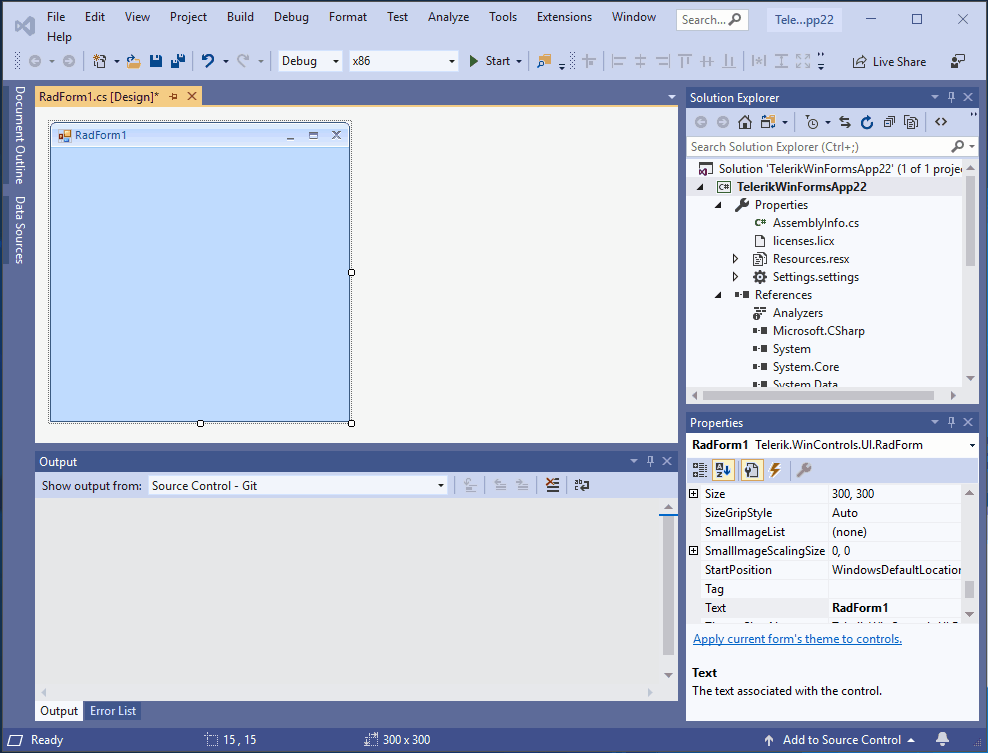 File Edit View Project Build Debug Format Test Analyze Tools Extensions Window Search... Tele...pp22
Help
Debug x86 Start Live Share
Document Outline
Data Sources
RadForm1.cs [Design]*
RadForm1
Solution Explorer
Search Solution Explorer (Ctrl+;)
Solution 'TelerikWinFormsApp22' (1 of 1 proje
C# TelerikWinFormsApp22
Properties
C# AssemblyInfo.cs
licenses.licx
Resources.resx
Settings.settings
References
Analyzers
Microsoft.CSharp
System
System.Core
System.Data
Output
Show output from: Source Control - Git
Output Error List
Properties
RadForm1 Telerik.WinControls.UI.RadForm
Size 300, 300
SizeGripStyle Auto
SmallImageList (none)
SmallImageScalingSize 0, 0
StartPosition WindowsDefaultLocation
Tag
Text RadForm1
Apply current form's theme to controls.
Text
The text associated with the control.
Ready 15 , 15 300 x 300 Add to Source Control